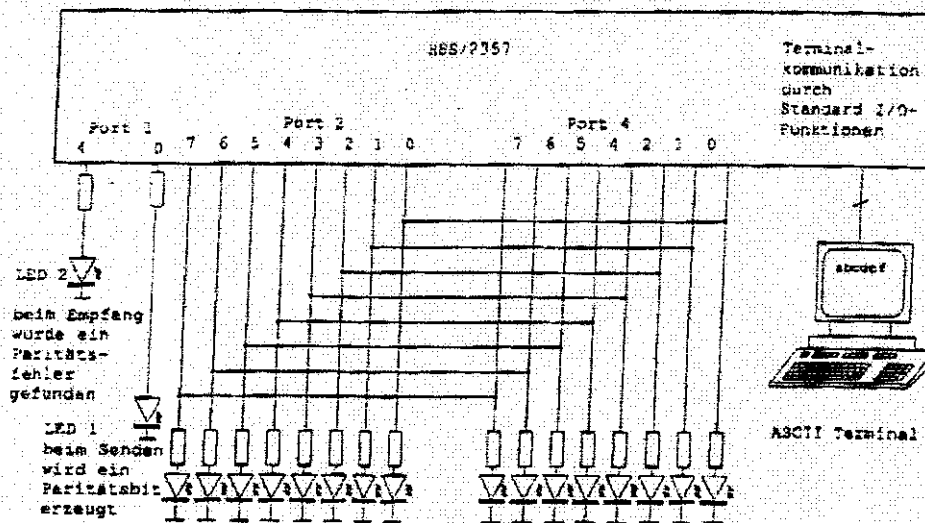 H8S/2357
Terminal-
kommunikation
durch
Standard I/O-
Funktionen
Port 1
Port 2
Port 4
4 0 7 6 5 4 3 2 1 0 7 6 5 4 2 1 0
LED 2
beim Empfang
wurde ein
Paritäts-
fehler
gefunden
abcdef
LED 1
beim Senden
wird ein
Paritätsbit
erzeugt
ASCII Terminal